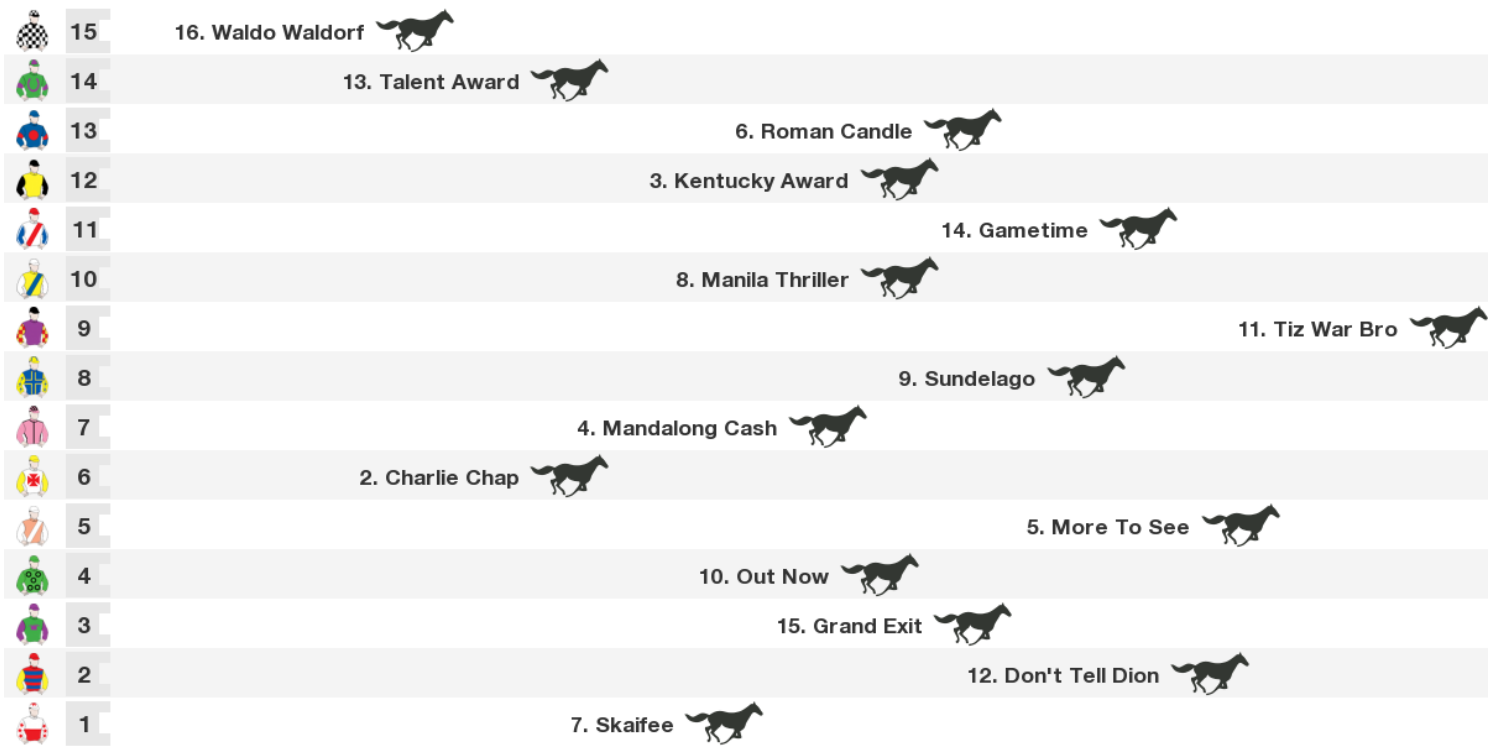 15 16. Waldo Waldorf
14 13. Talent Award
13 6. Roman Candle
12 3. Kentucky Award
11 14. Gametime
10 8. Manila Thriller
9 11. Tiz War Bro
8 9. Sundelago
7 4. Mandalong Cash
6 2. Charlie Chap
5 5. More To See
4 10. Out Now
3 15. Grand Exit
2 12. Don't Tell Dion
1 7. Skaifee